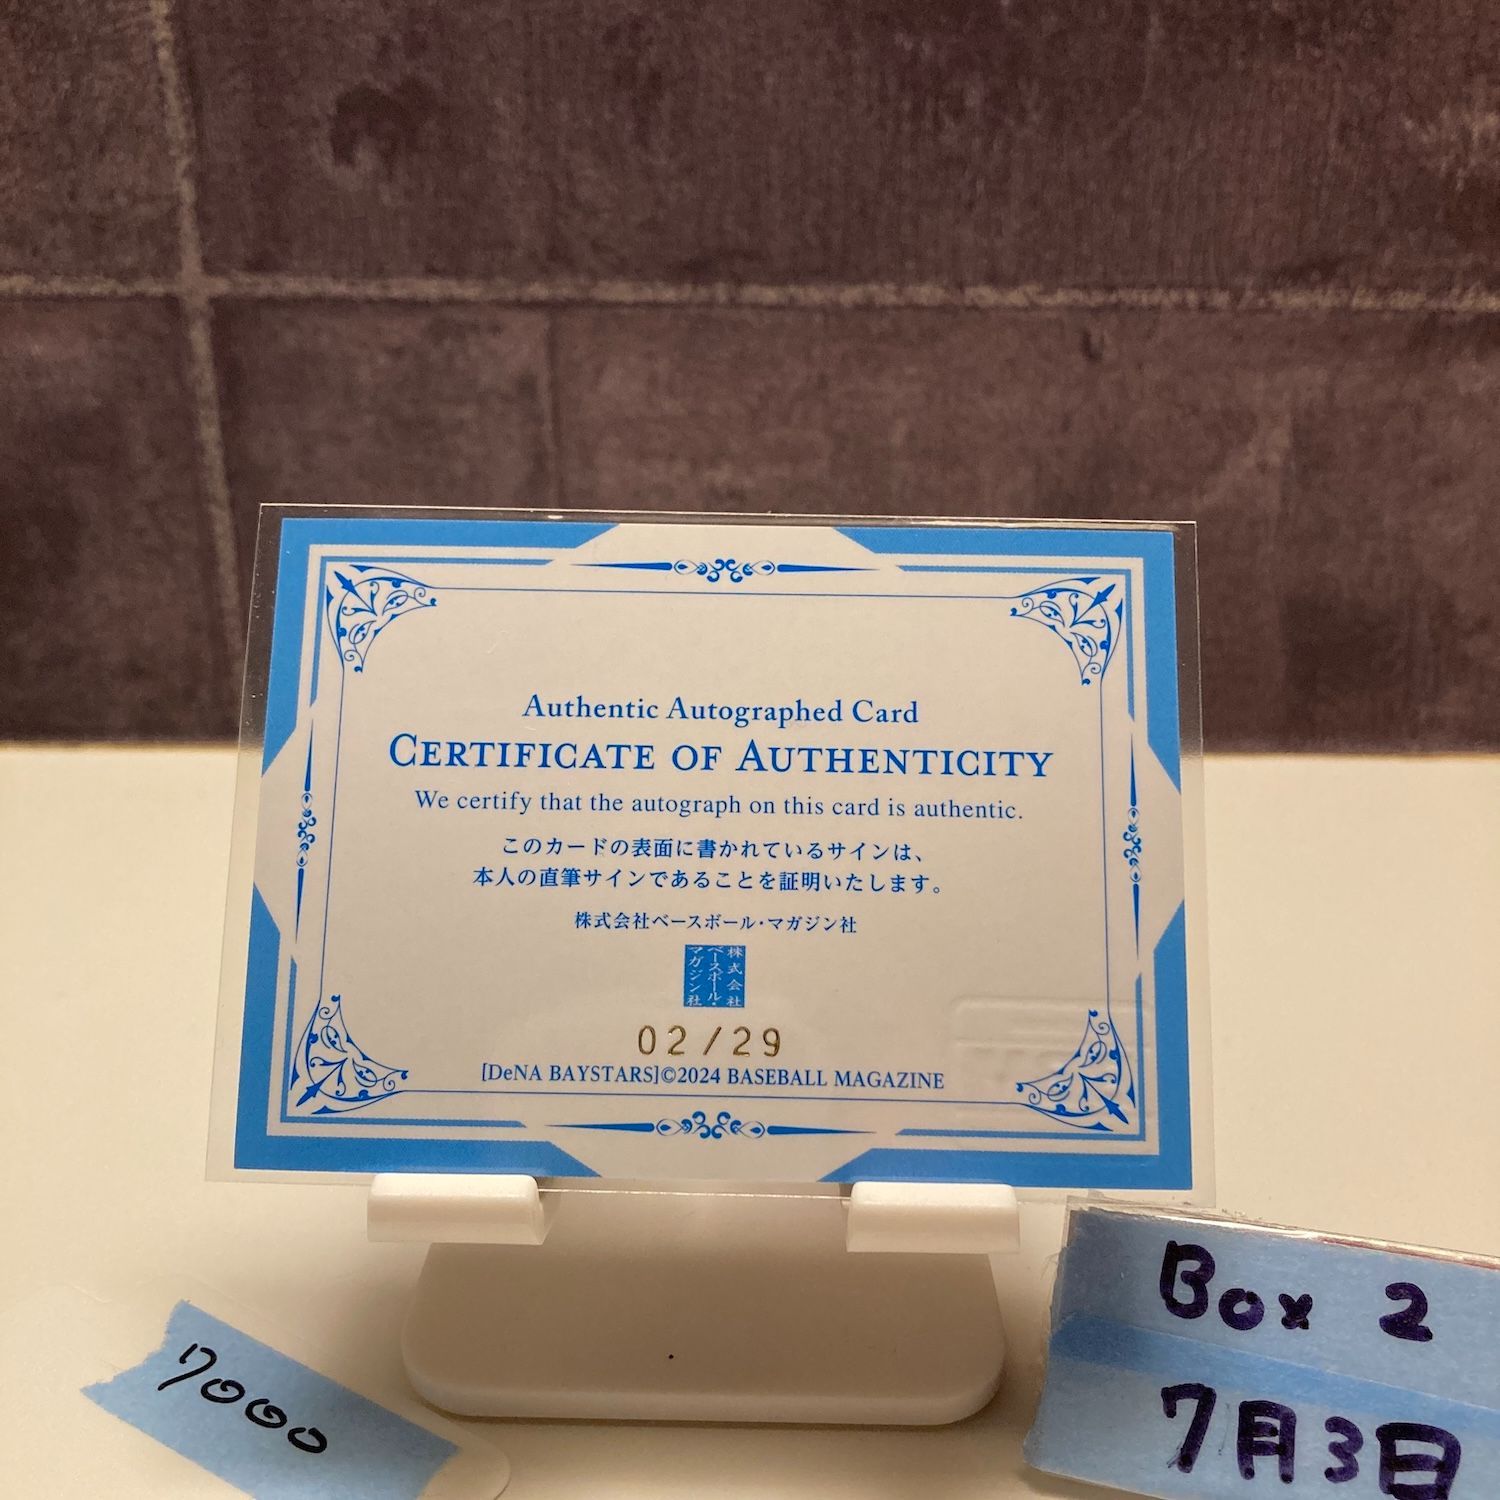 Authentic Autographed Card
CERTIFICATE OF AUTHENTICITY
We certify that the autograph on this card is authentic.
このカードの表面に書かれているサインは、
本人の直筆サインであることを証明いたします。
株式会社ベースボール・マガジン社
株式会社
ベースボール・
マガジン社
02/29
[DeNA BAYSTARS]©2024 BASEBALL MAGAZINE
7000
Box 2
7月3日